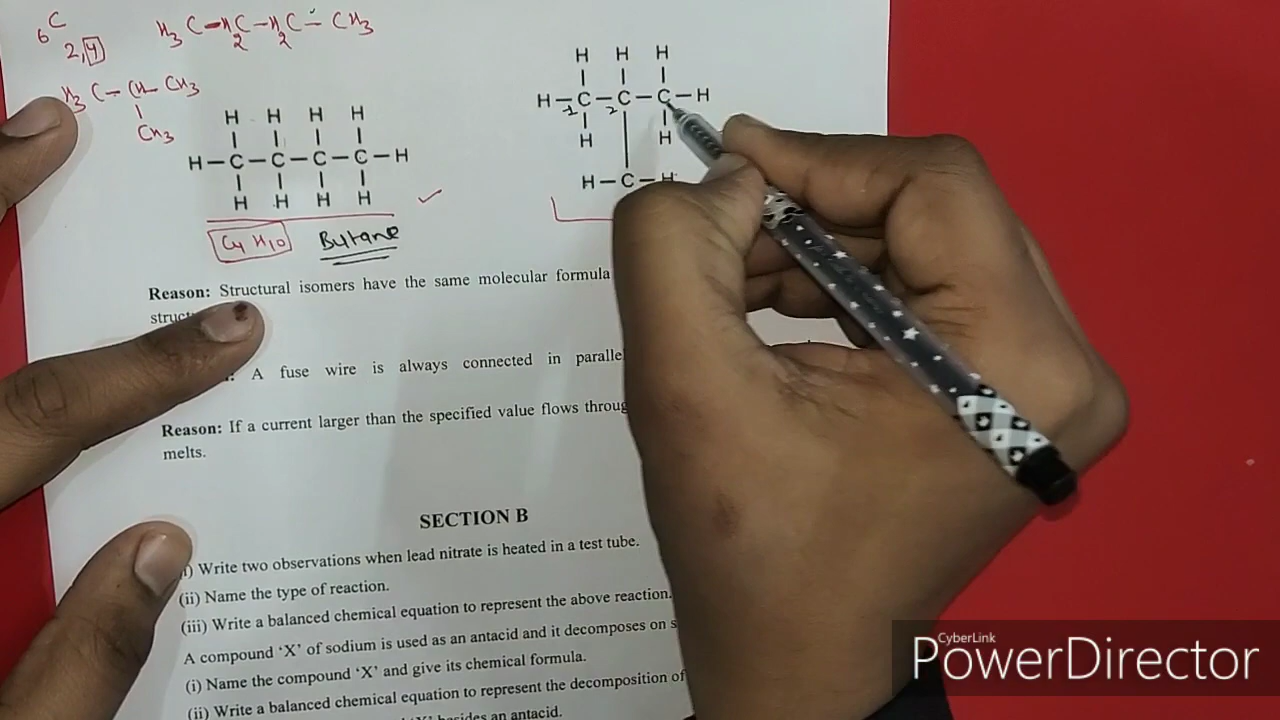 6C
2,4
H3C-H2C-H2C-CH3
H3C-CH-CH3
CH3
H H H H
H-C-C-C-C-H
H H H H
C4H10 Butane
H H H
H-C-C-C-H
1 2
H H
H-C-H
Reason: Structural isomers have the same molecular formula
A fuse wire is always connected in
Reason: If a current larger than the specified value flows
melts.
SECTION B
i) Write two observations when lead nitrate is heated in a test tube.
(ii) Name the type of reaction.
(iii) Write a balanced chemical equation to represent the above reaction.
A compound ‘X’ of sodium is used as an antacid and it decomposes on
(i) Name the compound ‘X’ and give its chemical formula.
(ii) Write a balanced chemical equation to represent the decomposition of
besides an antacid.
CyberLink
PowerDirector